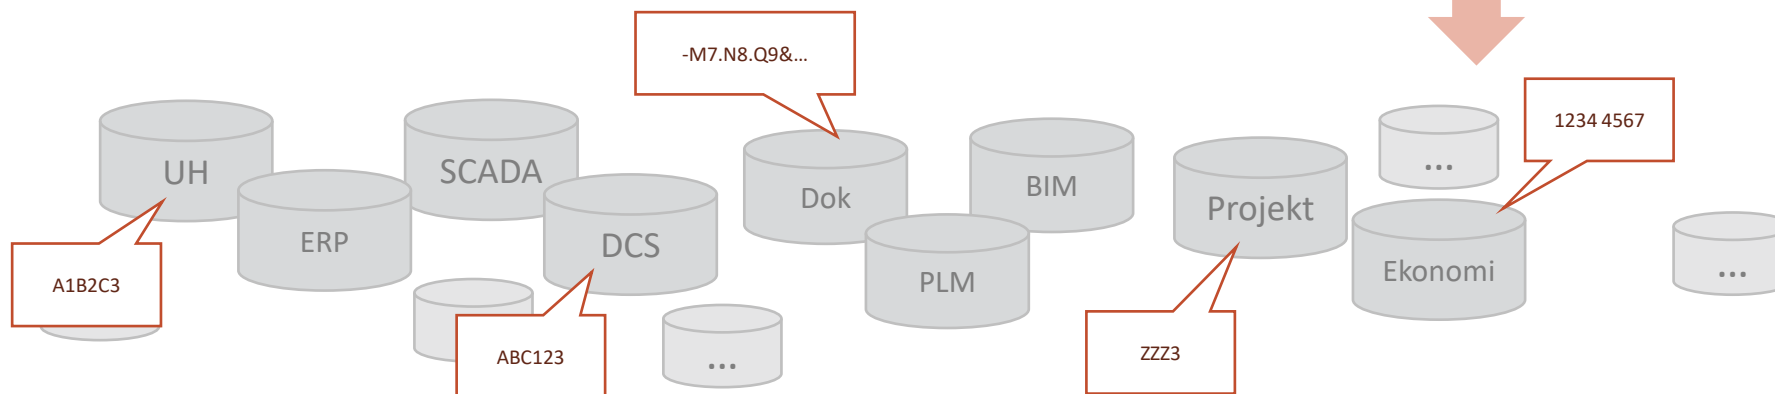 -M7.N8.Q9&...
1234 4567
UH
SCADA
Dok
BIM
Projekt
...
ERP
DCS
PLM
Ekonomi
...
A1B2C3
ABC123
...
ZZZ3